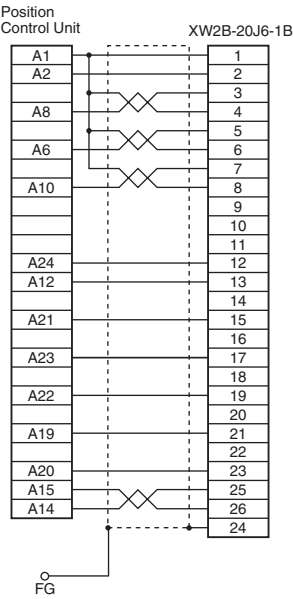 Position
Control Unit
XW2B-20J6-1B
A1 1
A2 2
3
A8 4
5
A6 6
7
A10 8
9
10
11
A24 12
A12 13
14
A21 15
16
A23 17
18
A22 19
20
A19 21
22
A20 23
A15 25
A14 26
24
FG